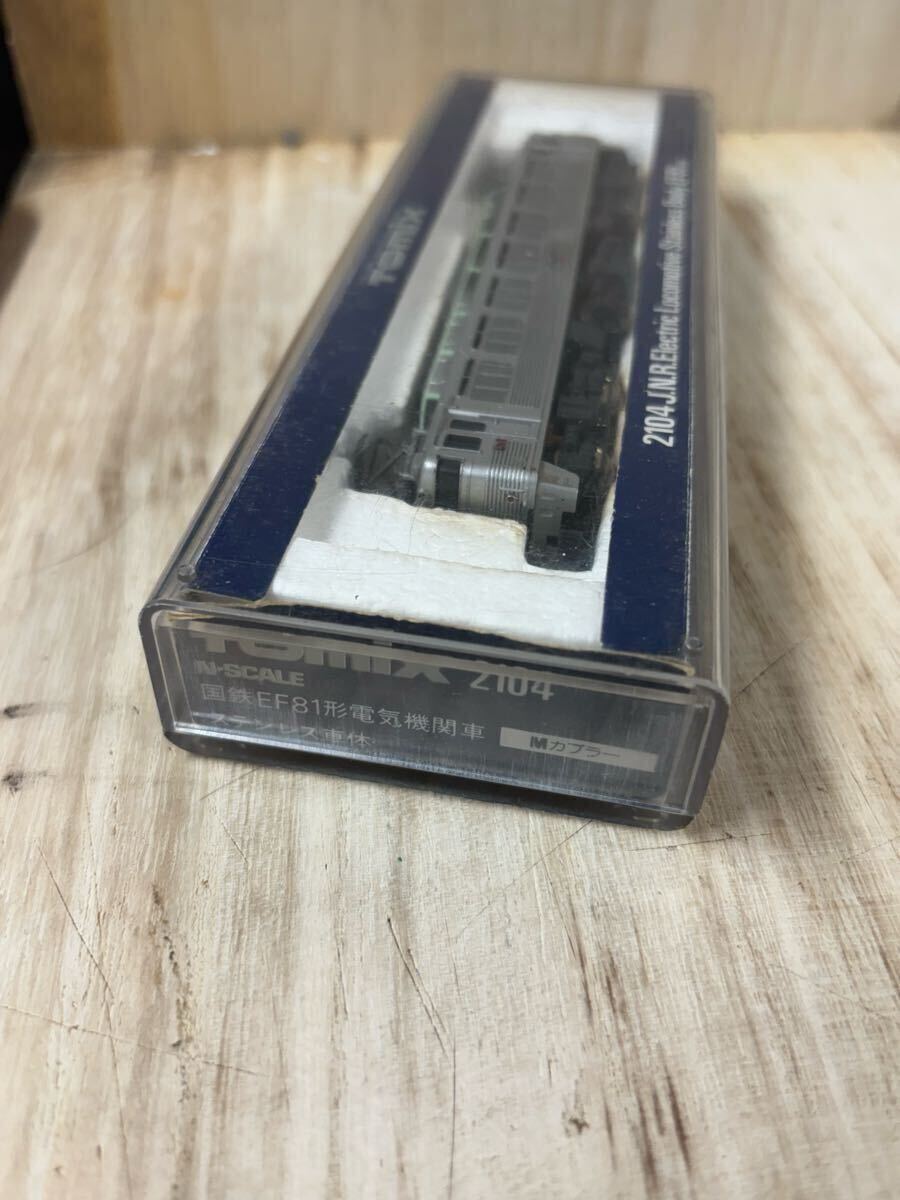 TOMIX
2104 J.N.R. Electric Locomotive Stainless Body
TOMIX 2104
N-SCALE
国鉄EF81形電気機関車
ステンレス車体
Mカプラー